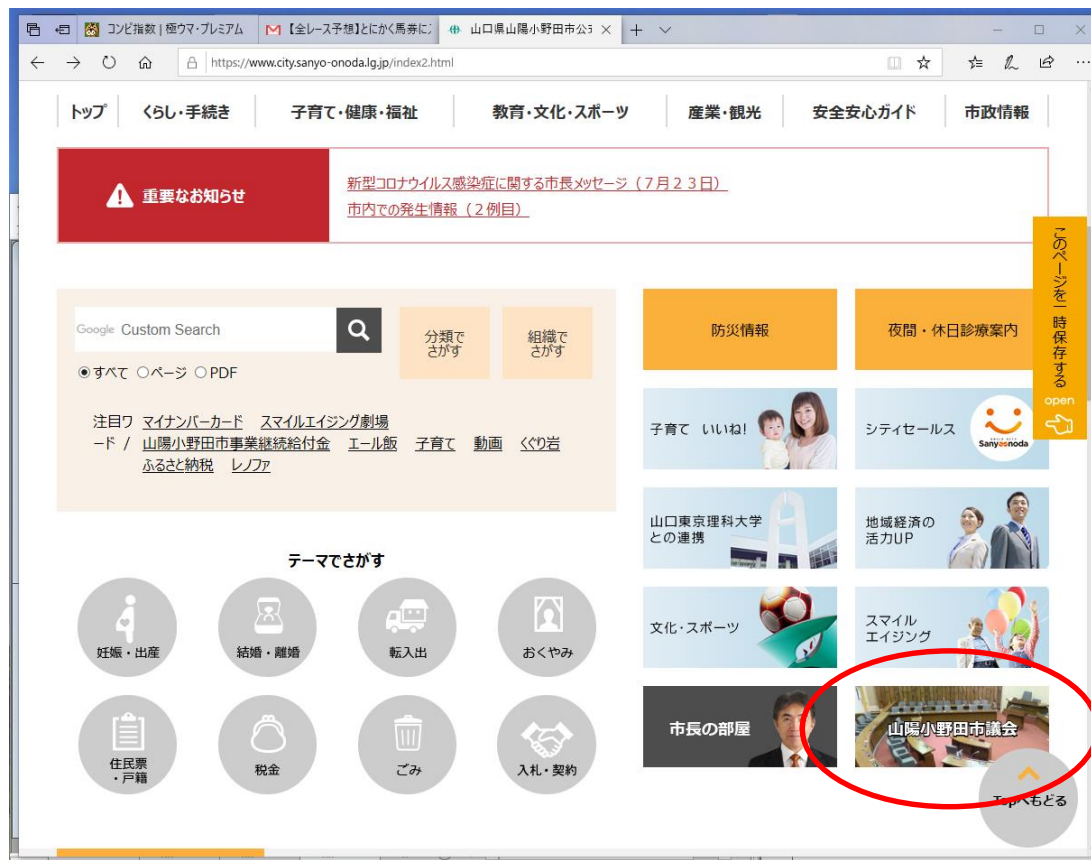 コンビ指数 | 極ウマ・プレミアム
【全レース予想】とにかく馬券に
山口県山陽小野田市公式
https://www.city.sanyo-onoda.lg.jp/index2.html
トップ
くらし・手続き
子育て・健康・福祉
教育・文化・スポーツ
産業・観光
安全安心ガイド
市政情報
重要なお知らせ
新型コロナウイルス感染症に関する市長メッセージ（７月２３日）
市内での発生情報（２例目）
このページを一時保存する
open
Google Custom Search
分類で
さがす
組織で
さがす
すべて ページ PDF
注目ワ
ード /
マイナンバーカード スマイルエイジング劇場
山陽小野田市事業継続給付金 エール飯 子育て 動画 くぐり岩
ふるさと納税 レノファ
防災情報
夜間・休日診療案内
子育て いいね!
シティセールス
SMILE CITY
Sanyoonoda
山口東京理科大学
との連携
地域経済の
活力UP
文化・スポーツ
スマイル
エイジング
市長の部屋
山陽小野田市議会
テーマでさがす
妊娠・出産
結婚・離婚
転入出
おくやみ
住民票
・戸籍
税金
ごみ
入札・契約
Topへもどる